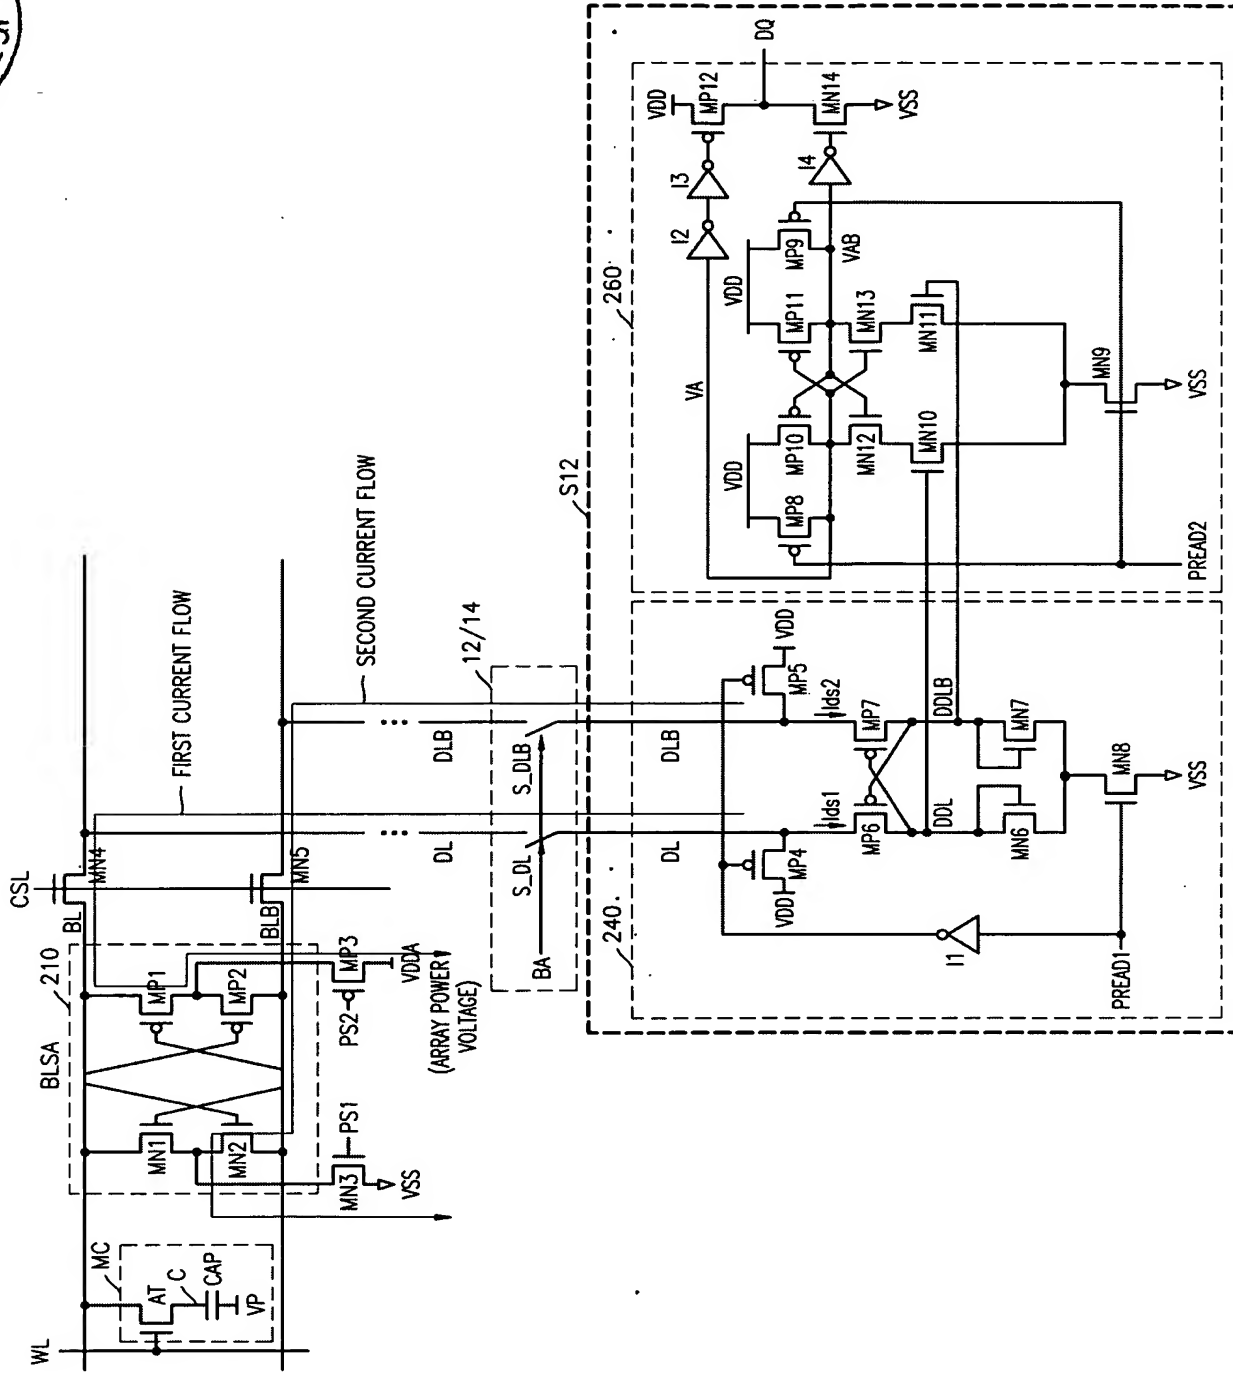 WL
MC
AT
C
CAP
VP
BLSA
210
MN1
MN2
MP1
MP2
MN3
PS1
VSS
PS2
MP3
VDDA
(ARRAY POWER
VOLTAGE)
CSL
BL
MN4
BLB
MN5
FIRST CURRENT FLOW
SECOND CURRENT FLOW
12/14
DL
DLB
S_DL
S_DLB
BA
DL
DLB
S12
240
PREAD1
I1
VDD
MP4
MP5
VDD
Ids1
Ids2
MP6
MP7
DDL
DDLB
MN6
MN7
MN8
VSS
260
PREAD2
VDD
MP8
MP10
VDD
MP11
MP9
VA
VAB
MN12
MN13
MN10
MN11
MN9
VSS
I2
I3
I4
VDD
MP12
DQ
MN14
VSS